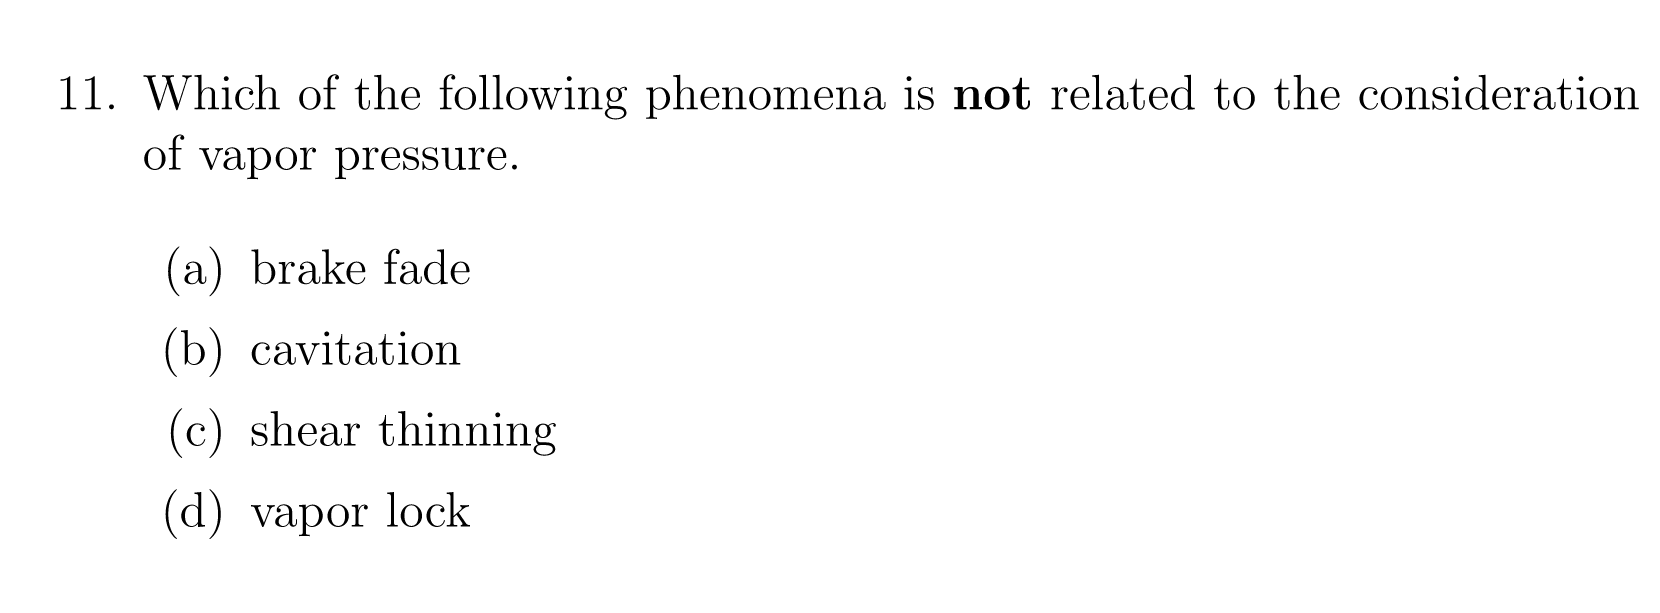 11. Which of the following phenomena is not related to the consideration
of vapor pressure.
(a) brake fade
(b) cavitation
(c) shear thinning
(d) vapor lock